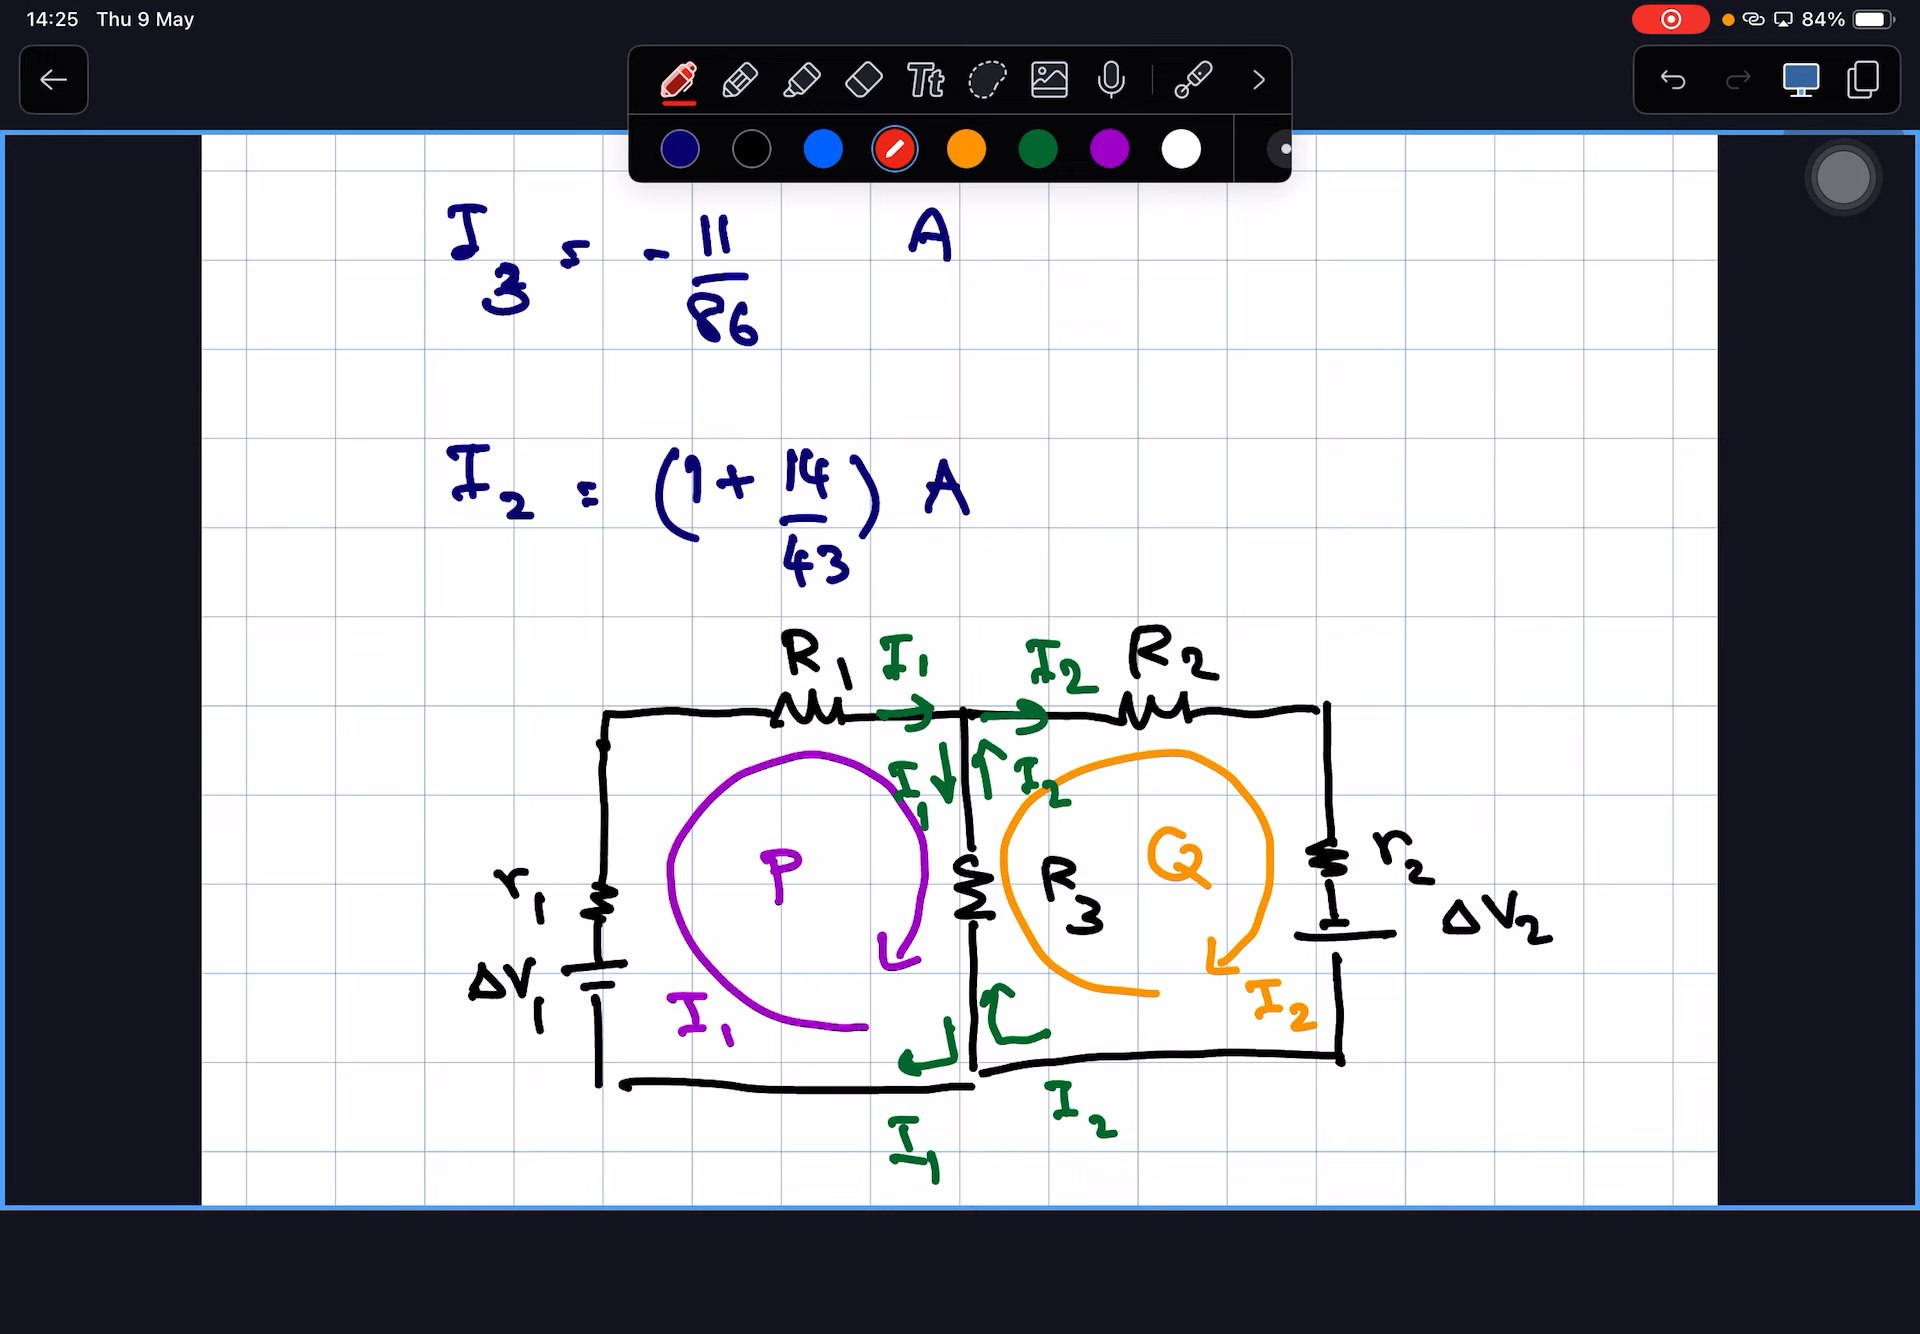 14:25 Thu 9 May
84%
Tt
I₃ = - 11/86 A
I₂ = (1 + 14/43) A
R₁ I₁ I₂ R₂
I₁ I₂
P Q
r₁ R₃ r₂
ΔV₁ ΔV₂
I₁ I₂
I₁ I₂